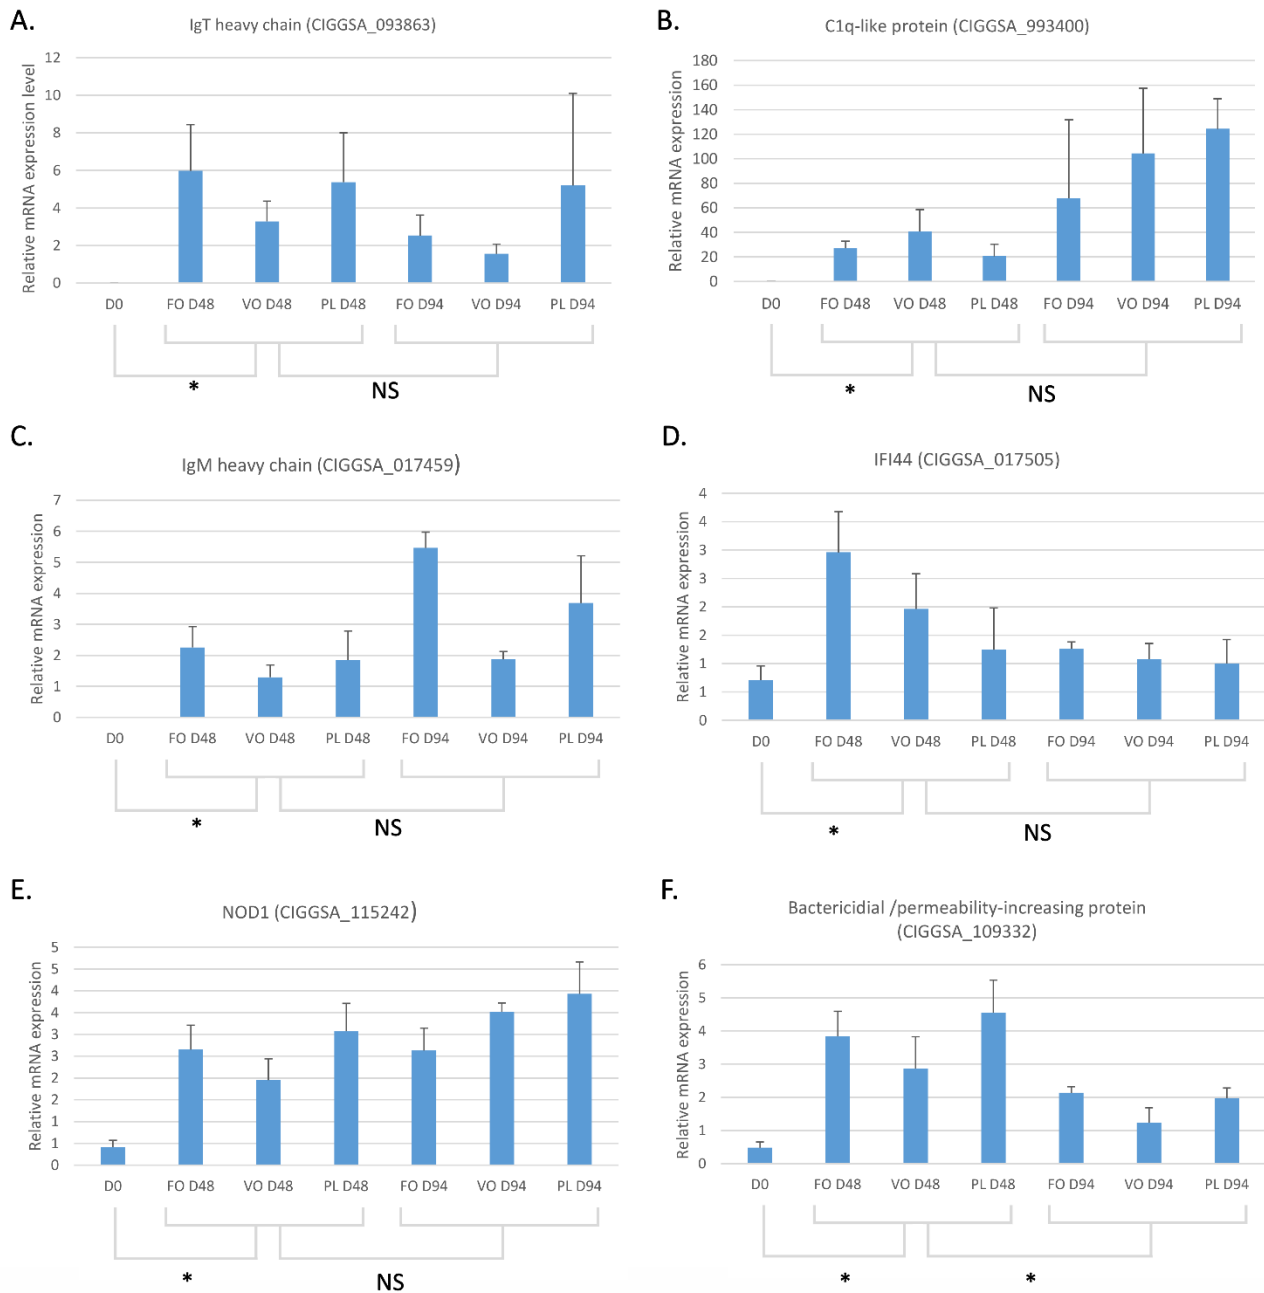 A.
IgT heavy chain (CIGGSA_093863)
Relative mRNA expression level
12
10
8
6
4
2
0
D0 FO D48 VO D48 PL D48 FO D94 VO D94 PL D94
* NS
B.
C1q-like protein (CIGGSA_993400)
Relative mRNA expression
180
160
140
120
100
80
60
40
20
0
D0 FO D48 VO D48 PL D48 FO D94 VO D94 PL D94
* NS
C.
IgM heavy chain (CIGGSA_017459)
Relative mRNA expression
7
6
5
4
3
2
1
0
D0 FO D48 VO D48 PL D48 FO D94 VO D94 PL D94
* NS
D.
IFI44 (CIGGSA_017505)
Relative mRNA expression
4
4
3
3
2
2
1
1
0
D0 FO D48 VO D48 PL D48 FO D94 VO D94 PL D94
* NS
E.
NOD1 (CIGGSA_115242)
Relative mRNA expression
5
5
4
4
3
3
2
2
1
1
0
D0 FO D48 VO D48 PL D48 FO D94 VO D94 PL D94
* NS
F.
Bactericidial /permeability-increasing protein
(CIGGSA_109332)
Relative mRNA expression
6
5
4
3
2
1
0
D0 FO D48 VO D48 PL D48 FO D94 VO D94 PL D94
* *